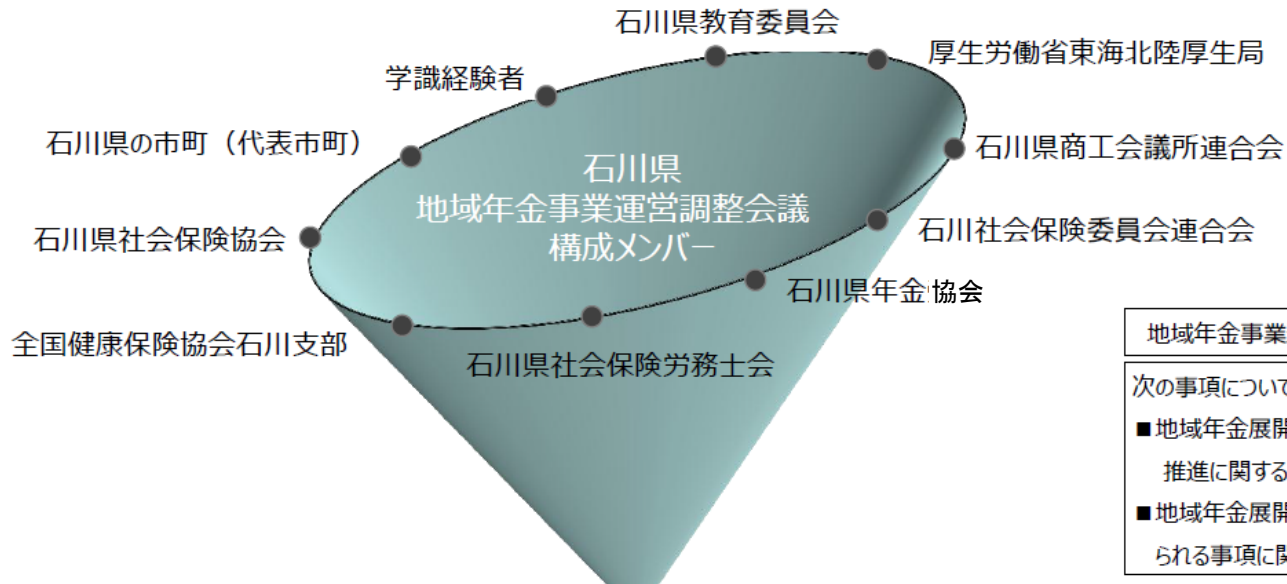 石川県教育委員会
厚生労働省東海北陸厚生局
学識経験者
石川県の市町（代表市町）
石川県商工会議所連合会
石川県
地域年金事業運営調整会議
構成メンバー
石川県社会保険協会
石川社会保険委員会連合会
石川県年金協会
全国健康保険協会石川支部
石川県社会保険労務士会
地域年金事業
次の事項について
■地域年金展開
推進に関する
■地域年金展開
られる事項に関